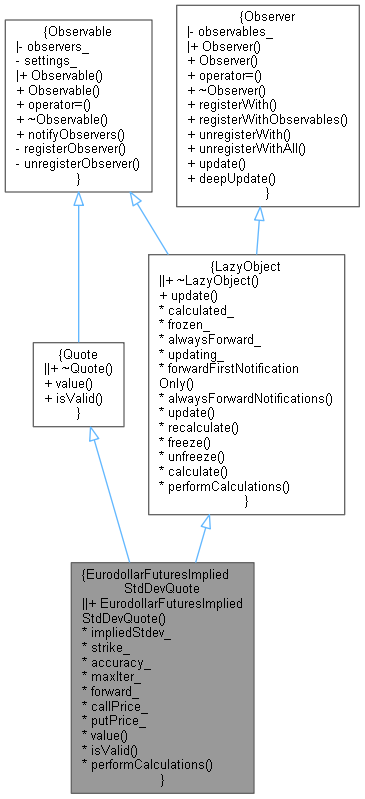 {Observable
|- observers_
- settings_
|+ Observable()
+ Observable()
+ operator=()
+ ~Observable()
+ notifyObservers()
- registerObserver()
- unregisterObserver()
}
{Observer
|- observables_
|+ Observer()
+ Observer()
+ operator=()
+ ~Observer()
+ registerWith()
+ registerWithObservables()
+ unregisterWith()
+ unregisterWithAll()
+ update()
+ deepUpdate()
}
{LazyObject
||+ ~LazyObject()
+ update()
* calculated_
* frozen_
* alwaysForward_
* updating_
* forwardFirstNotification
Only()
* alwaysForwardNotifications()
* update()
* recalculate()
* freeze()
* unfreeze()
* calculate()
* performCalculations()
}
{Quote
||+ ~Quote()
+ value()
+ isValid()
}
{EurodollarFuturesImplied
StdDevQuote
||+ EurodollarFuturesImplied
StdDevQuote()
* impliedStdev_
* strike_
* accuracy_
* maxIter_
* forward_
* callPrice_
* putPrice_
* value()
* isValid()
* performCalculations()
}